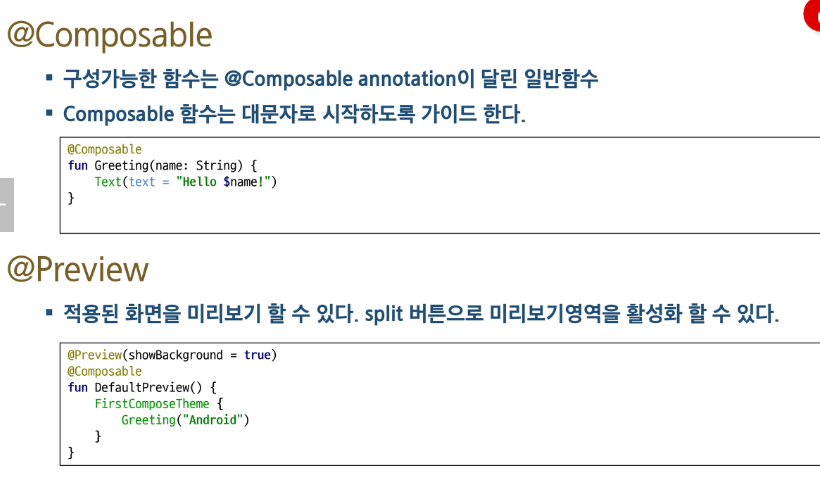 @Composable
▪ 구성가능한 함수는 @Composable annotation이 달린 일반함수
▪ Composable 함수는 대문자로 시작하도록 가이드 한다.
@Composable
fun Greeting(name: String) {
    Text(text = "Hello $name!")
}
@Preview
▪ 적용된 화면을 미리보기 할 수 있다. split 버튼으로 미리보기영역을 활성화 할 수 있다.
@Preview(showBackground = true)
@Composable
fun DefaultPreview() {
    FirstComposeTheme {
        Greeting("Android")
    }
}